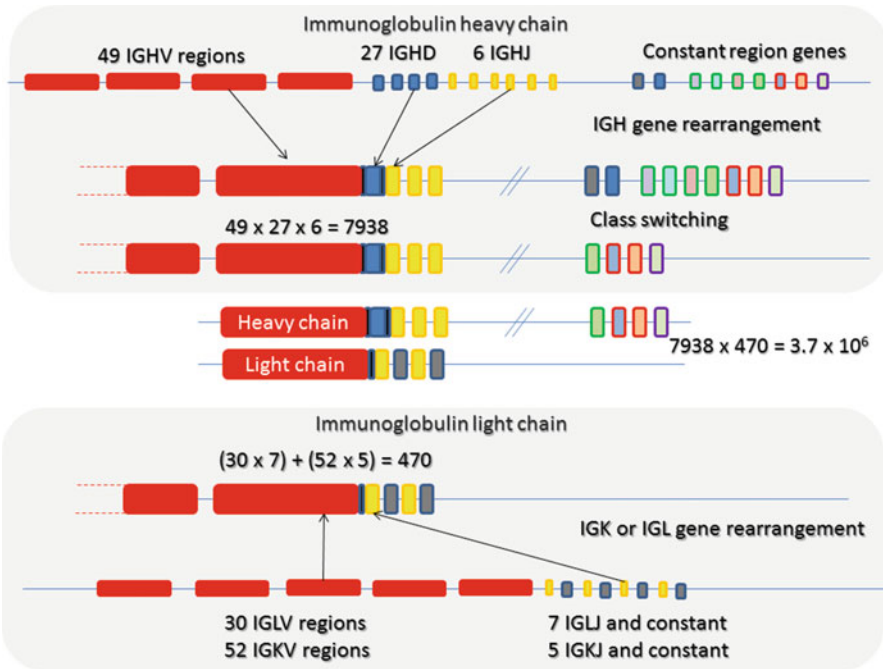 Immunoglobulin heavy chain
49 IGHV regions
27 IGHD
6 IGHJ
Constant region genes
IGH gene rearrangement
49 x 27 x 6 = 7938
Class switching
Heavy chain
7938 x 470 = 3.7 x 10⁶
Light chain
Immunoglobulin light chain
(30 x 7) + (52 x 5) = 470
IGK or IGL gene rearrangement
30 IGLV regions
52 IGKV regions
7 IGLJ and constant
5 IGKJ and constant